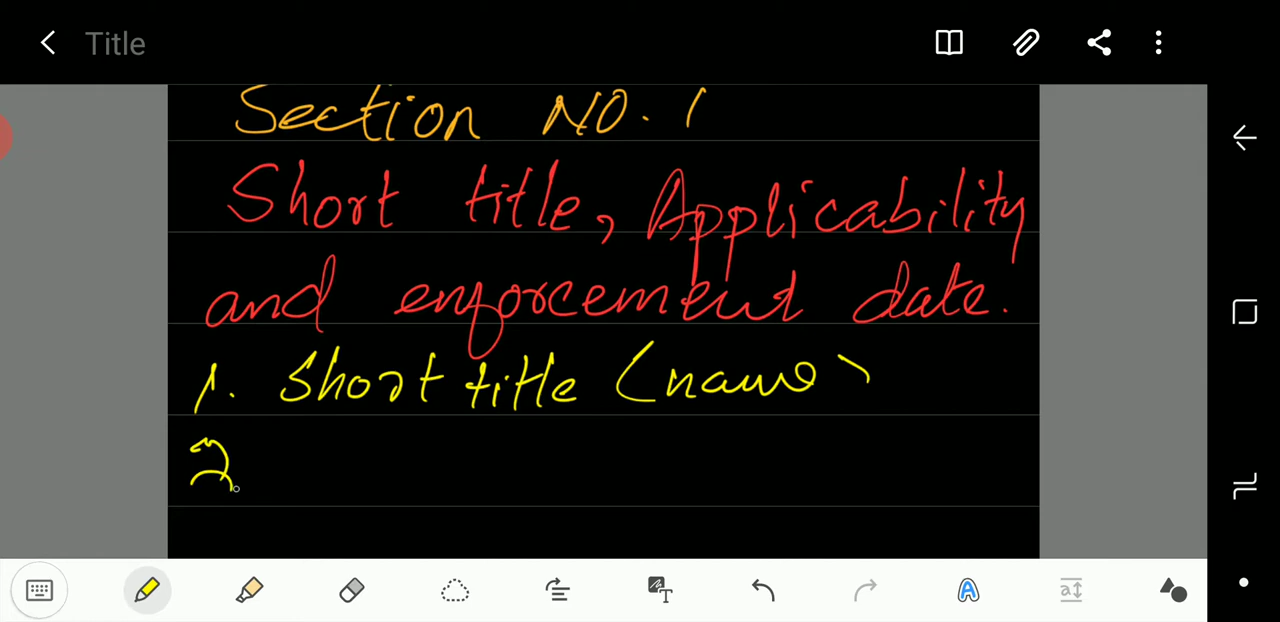 Title
Section NO. 1
Short title, Applicability
and enforcement date.
1. Short title (name)
2